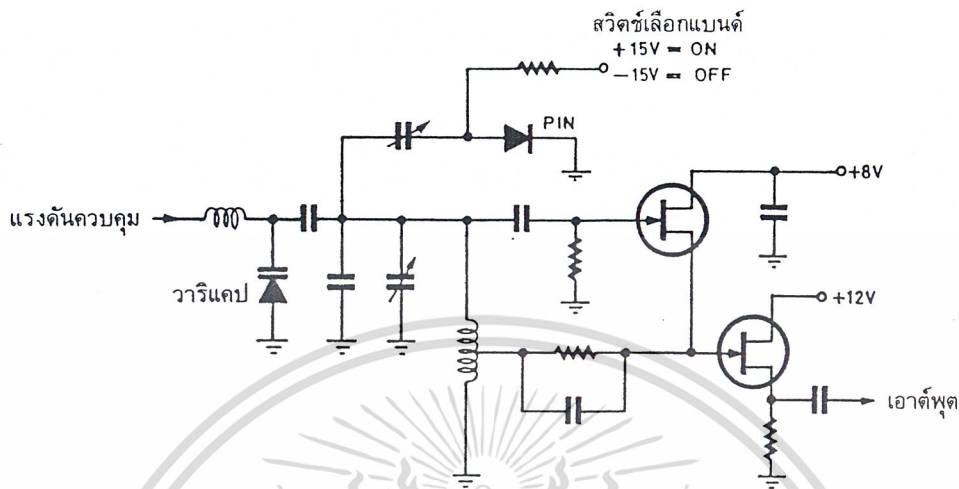 สวิตช์เลือกแบนด์
+15V = ON
−15V = OFF
PIN
+8V
แรงดันควบคุม
วาริแคป
+12V
เอาต์พุต